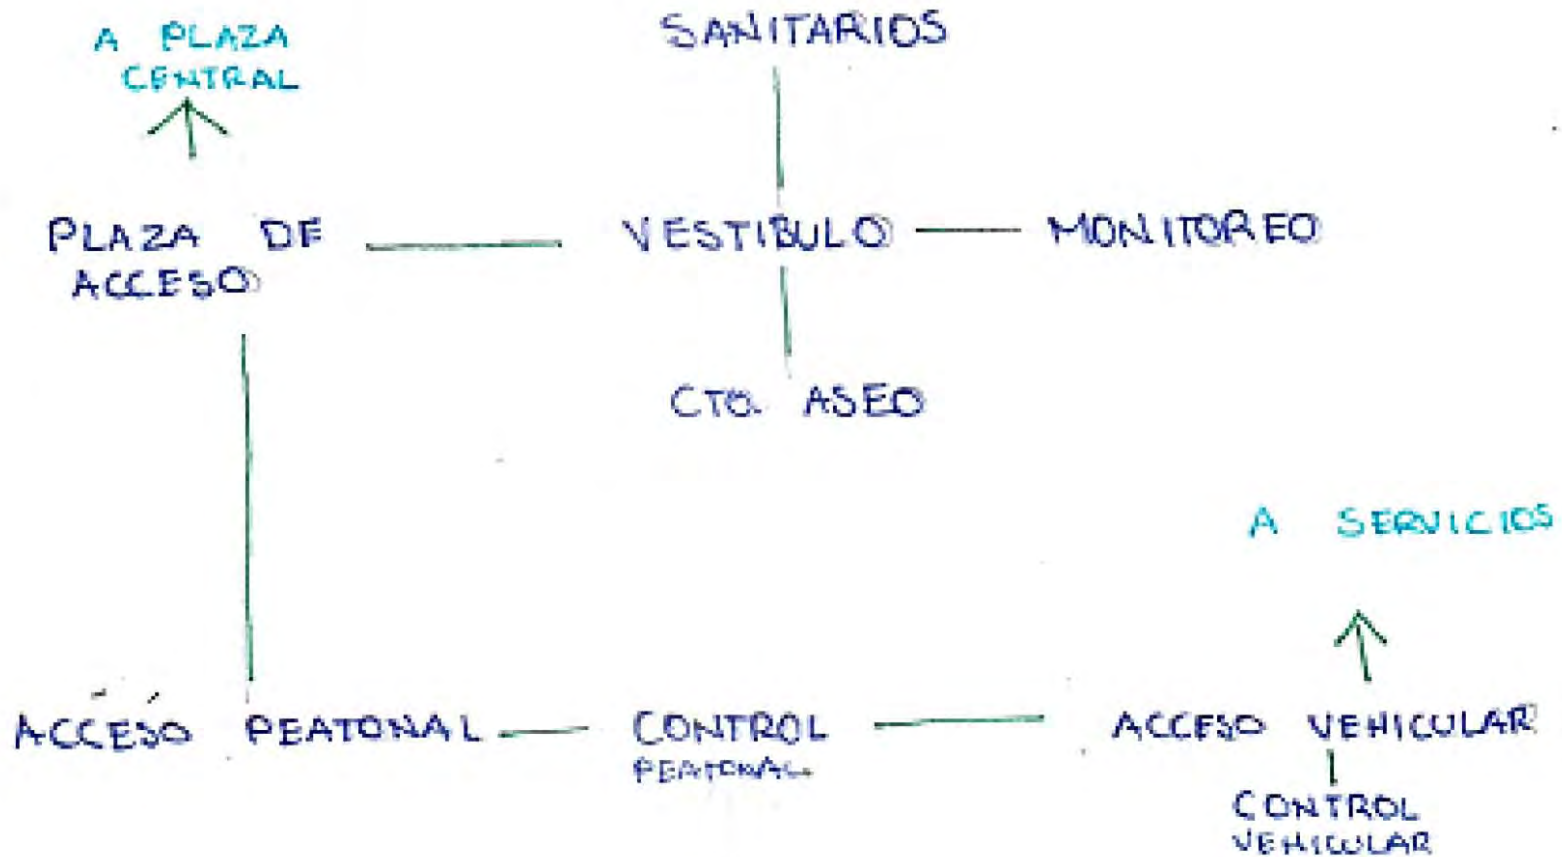 A PLAZA
CENTRAL
SANITARIOS
PLAZA DE
ACCESO
VESTIBULO
MONITOREO
CTO. ASEO
A SERVICIOS
ACCESO PEATONAL
CONTROL
PEATONAL
ACCESO VEHICULAR
CONTROL
VEHICULAR